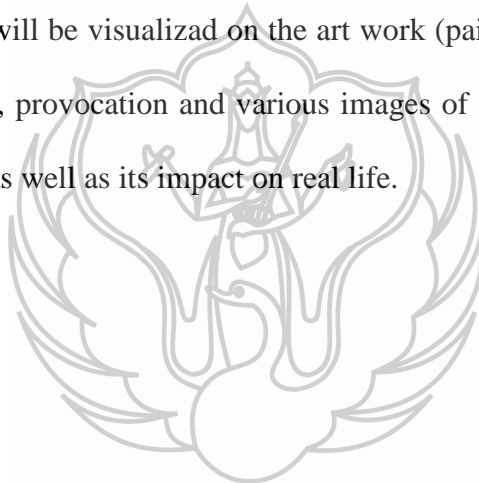 will be visualizad on the art work (pai
, provocation and various images of
as well as its impact on real life.